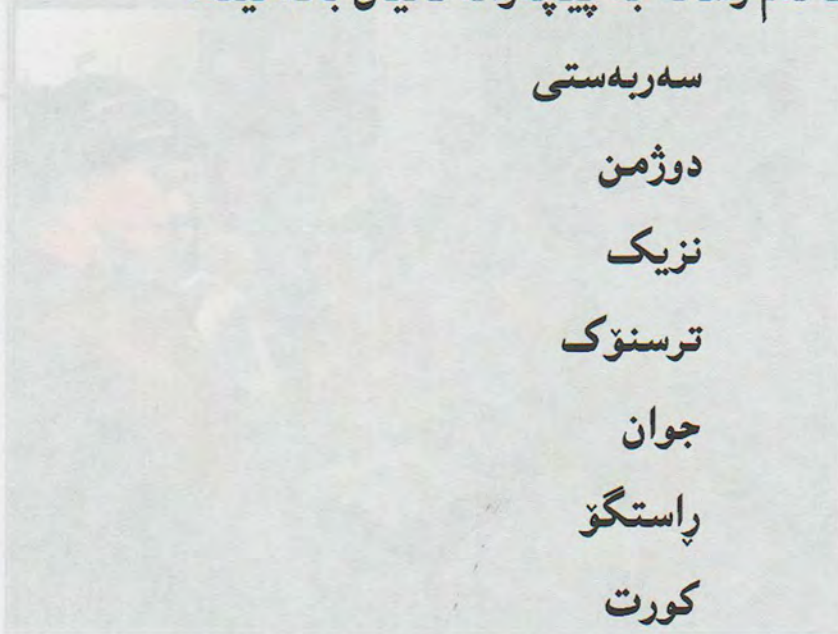 سەربەستی
دوژمن
نزیک
ترسنۆک
جوان
ڕاستگۆ
کورت